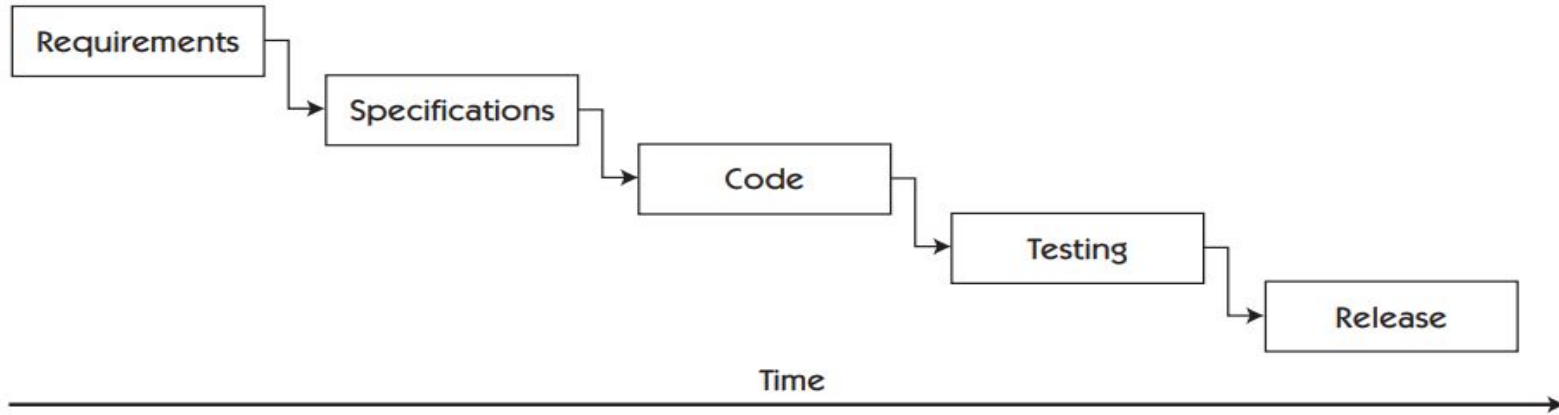 Requirements
Specifications
Code
Testing
Release
Time